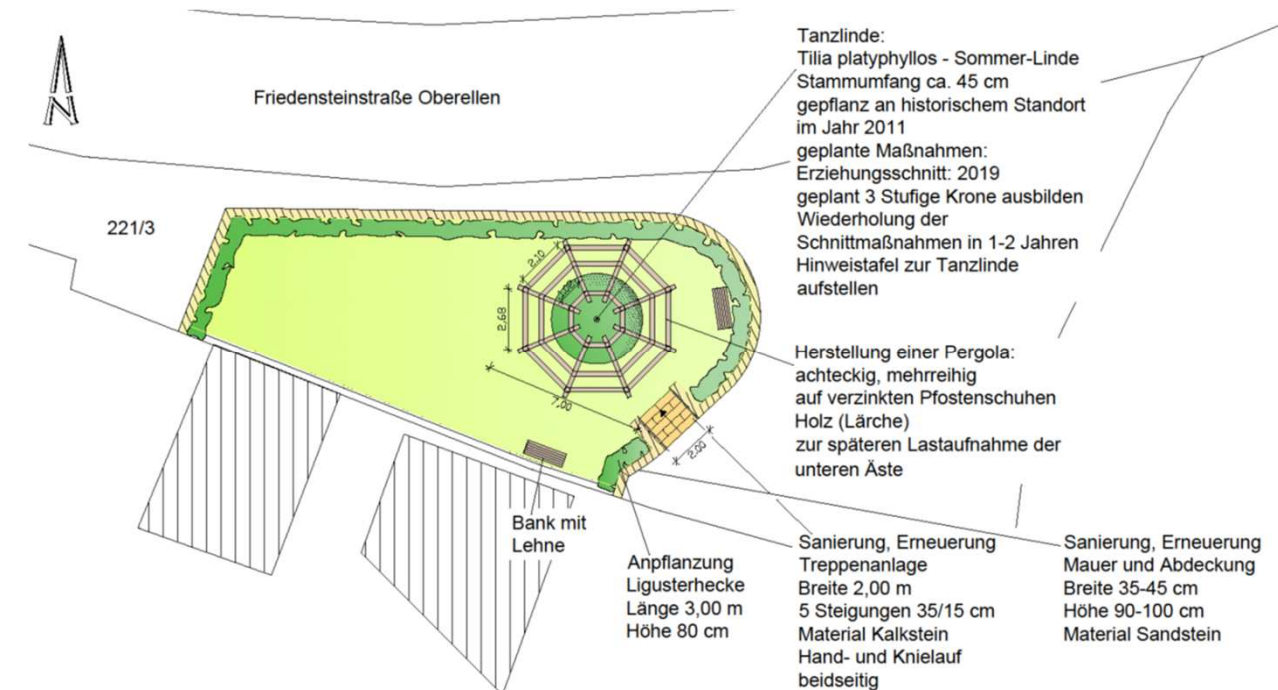 N
Friedensteinstraße Oberellen
221/3
Tanzlinde:
Tilia platyphyllos - Sommer-Linde
Stammumfang ca. 45 cm
gepflanz an historischem Standort
im Jahr 2011
geplante Maßnahmen:
Erziehungsschnitt: 2019
geplant 3 Stufige Krone ausbilden
Wiederholung der
Schnittmaßnahmen in 1-2 Jahren
Hinweistafel zur Tanzlinde
aufstellen
2,10
2,68
7,00
2,00
Herstellung einer Pergola:
achteckig, mehrreihig
auf verzinkten Pfostenschuhen
Holz (Lärche)
zur späteren Lastaufnahme der
unteren Äste
Bank mit
Lehne
Anpflanzung
Ligusterhecke
Länge 3,00 m
Höhe 80 cm
Sanierung, Erneuerung
Treppenanlage
Breite 2,00 m
5 Steigungen 35/15 cm
Material Kalkstein
Hand- und Knielauf
beidseitig
Sanierung, Erneuerung
Mauer und Abdeckung
Breite 35-45 cm
Höhe 90-100 cm
Material Sandstein